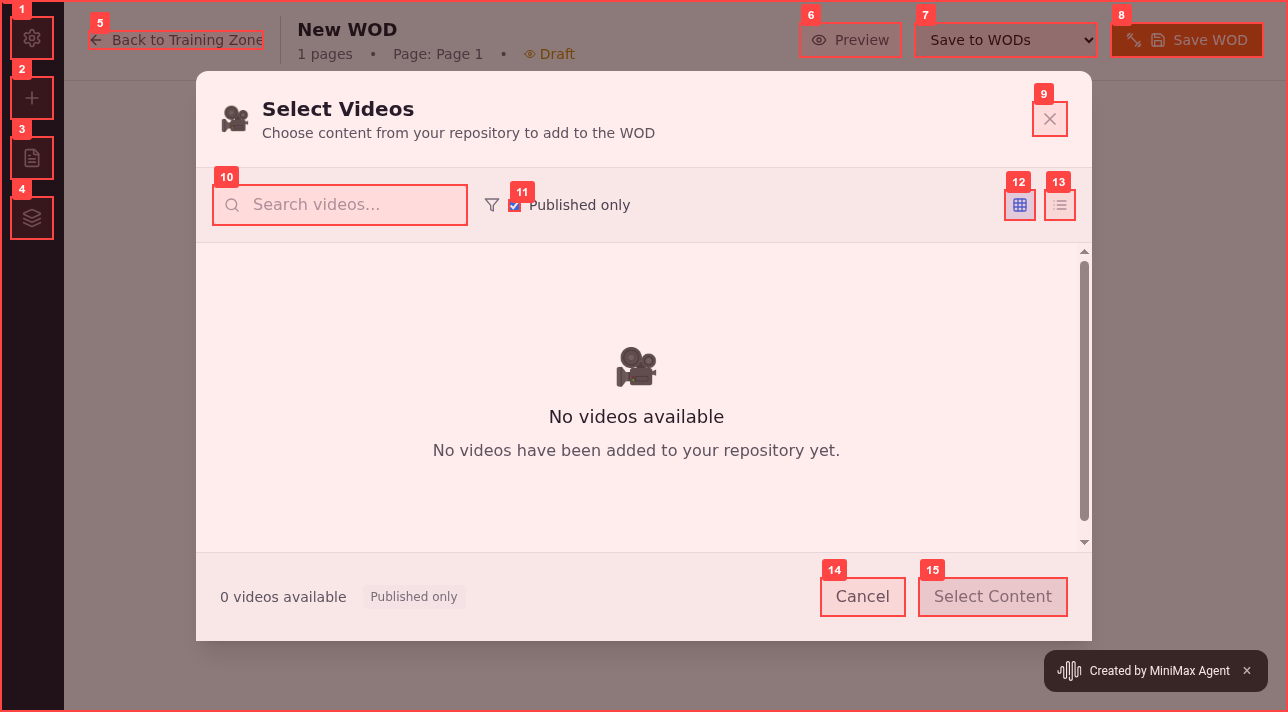 1
2
3
4
5
Back to Training Zone
New WOD
1 pages • Page: Page 1 • Draft
6
Preview
7
Save to WODs
8
Save WOD
Select Videos
Choose content from your repository to add to the WOD
9
10
Search videos...
11
Published only
12
13
No videos available
No videos have been added to your repository yet.
0 videos available
Published only
14
Cancel
15
Select Content
Created by MiniMax Agent ×